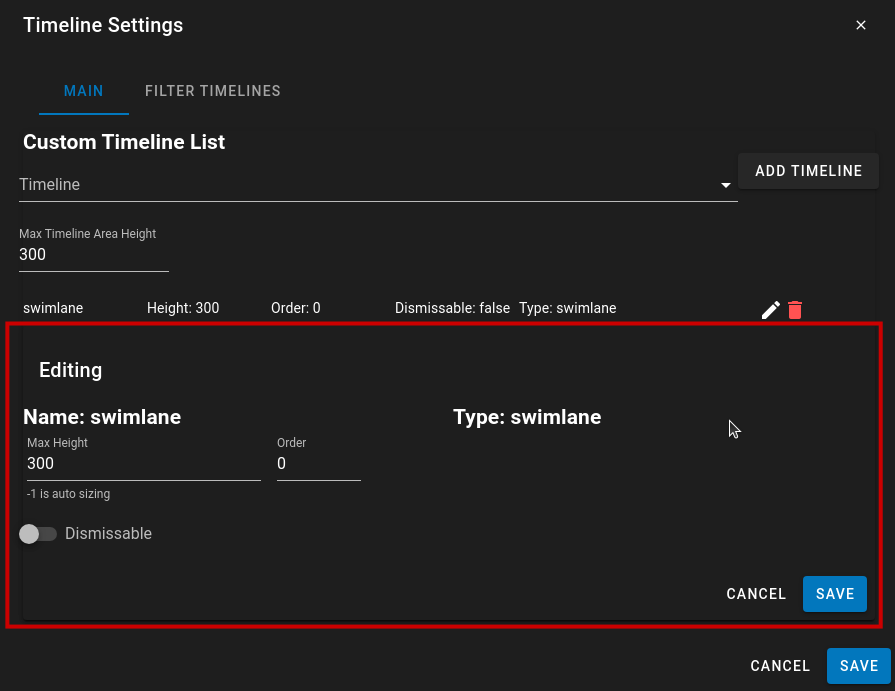 Timeline Settings
MAIN FILTER TIMELINES
Custom Timeline List
Timeline
ADD TIMELINE
Max Timeline Area Height
300
swimlane Height: 300 Order: 0 Dismissable: false Type: swimlane
Editing
Name: swimlane Type: swimlane
Max Height Order
300 0
-1 is auto sizing
Dismissable
CANCEL SAVE
CANCEL SAVE